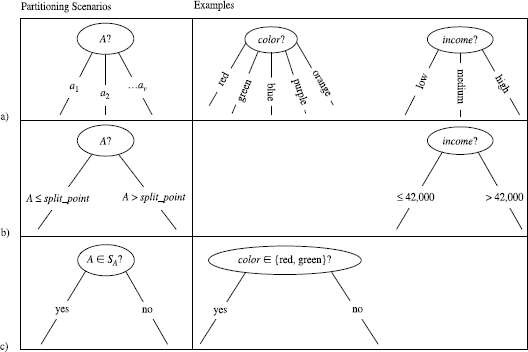 Partitioning Scenarios Examples
A? color? income?
a1 a2 ...av red green blue purple orange low medium high
a)
A? income?
A ≤ split_point A > split_point ≤ 42,000 > 42,000
b)
A ∈ SA? color ∈ {red, green}?
yes no yes no
c)